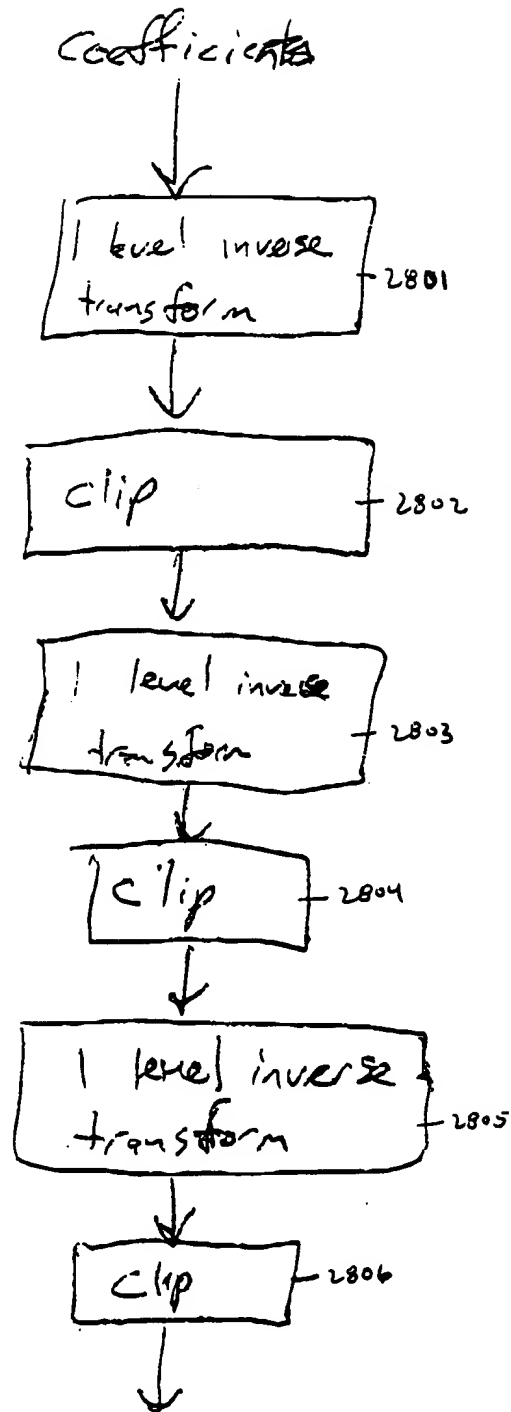 Coefficients
1 level inverse
transform
2801
clip
2802
1 level inverse
transform
2803
clip
2804
1 level inverse
transform
2805
clip
2806